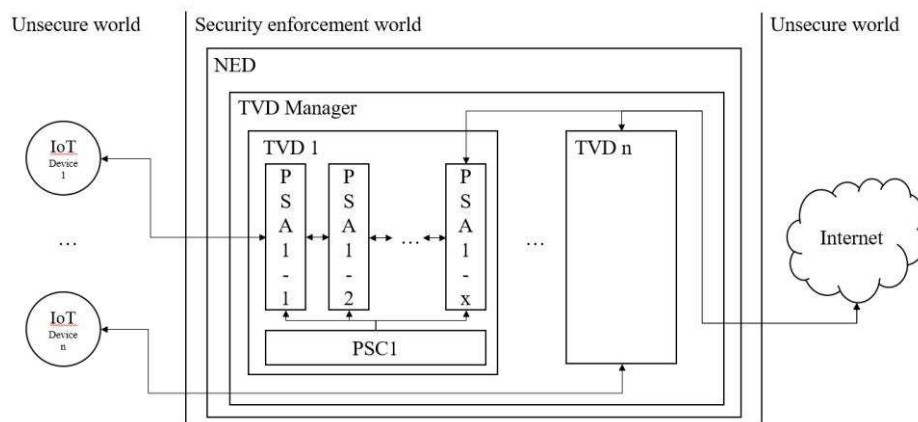 Unsecure world
Security enforcement world
Unsecure world
NED
TVD Manager
TVD 1
TVD n
IoT
Device
1
...
IoT
Device
n
P
S
A
1
-
1
P
S
A
1
-
2
...
P
S
A
1
-
x
PSC1
...
Internet